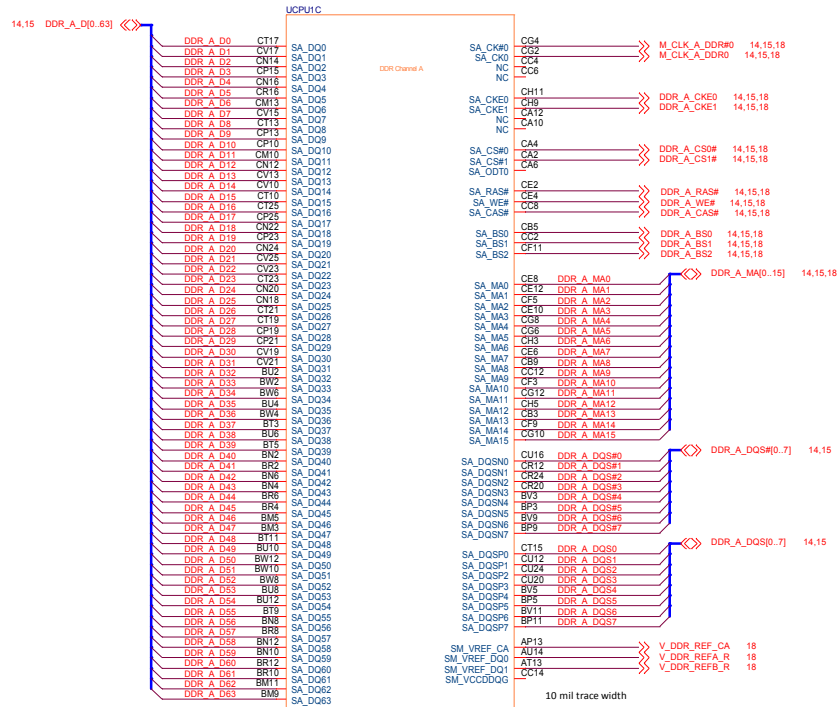 UCPU1C
14,15 DDR_A_D[0..63]
DDR Channel A
DDR_A_D0 CT17 SA_DQ0
DDR_A_D1 CV17 SA_DQ1
DDR_A_D2 CN14 SA_DQ2
DDR_A_D3 CP15 SA_DQ3
DDR_A_D4 CN16 SA_DQ4
DDR_A_D5 CR16 SA_DQ5
DDR_A_D6 CM13 SA_DQ6
DDR_A_D7 CV15 SA_DQ7
DDR_A_D8 CT13 SA_DQ8
DDR_A_D9 CP13 SA_DQ9
DDR_A_D10 CP10 SA_DQ10
DDR_A_D11 CM10 SA_DQ11
DDR_A_D12 CN12 SA_DQ12
DDR_A_D13 CV13 SA_DQ13
DDR_A_D14 CV10 SA_DQ14
DDR_A_D15 CT10 SA_DQ15
DDR_A_D16 CT25 SA_DQ16
DDR_A_D17 CP25 SA_DQ17
DDR_A_D18 CN22 SA_DQ18
DDR_A_D19 CP23 SA_DQ19
DDR_A_D20 CN24 SA_DQ20
DDR_A_D21 CV25 SA_DQ21
DDR_A_D22 CV23 SA_DQ22
DDR_A_D23 CT23 SA_DQ23
DDR_A_D24 CN20 SA_DQ24
DDR_A_D25 CN18 SA_DQ25
DDR_A_D26 CT21 SA_DQ26
DDR_A_D27 CT19 SA_DQ27
DDR_A_D28 CP19 SA_DQ28
DDR_A_D29 CP21 SA_DQ29
DDR_A_D30 CV19 SA_DQ30
DDR_A_D31 CV21 SA_DQ31
DDR_A_D32 BU2 SA_DQ32
DDR_A_D33 BW2 SA_DQ33
DDR_A_D34 BW6 SA_DQ34
DDR_A_D35 BU4 SA_DQ35
DDR_A_D36 BW4 SA_DQ36
DDR_A_D37 BT3 SA_DQ37
DDR_A_D38 BU6 SA_DQ38
DDR_A_D39 BT5 SA_DQ39
DDR_A_D40 BN2 SA_DQ40
DDR_A_D41 BR2 SA_DQ41
DDR_A_D42 BN6 SA_DQ42
DDR_A_D43 BN4 SA_DQ43
DDR_A_D44 BR6 SA_DQ44
DDR_A_D45 BR4 SA_DQ45
DDR_A_D46 BM5 SA_DQ46
DDR_A_D47 BM3 SA_DQ47
DDR_A_D48 BT11 SA_DQ48
DDR_A_D49 BU10 SA_DQ49
DDR_A_D50 BW12 SA_DQ50
DDR_A_D51 BW10 SA_DQ51
DDR_A_D52 BW8 SA_DQ52
DDR_A_D53 BU8 SA_DQ53
DDR_A_D54 BU12 SA_DQ54
DDR_A_D55 BT9 SA_DQ55
DDR_A_D56 BN8 SA_DQ56
DDR_A_D57 BR8 SA_DQ57
DDR_A_D58 BN12 SA_DQ58
DDR_A_D59 BN10 SA_DQ59
DDR_A_D60 BR12 SA_DQ60
DDR_A_D61 BR10 SA_DQ61
DDR_A_D62 BM11 SA_DQ62
DDR_A_D63 BM9 SA_DQ63
SA_CK#0 CG4 M_CLK_A_DDR#0 14,15,18
SA_CK0 CG2 M_CLK_A_DDR0 14,15,18
NC CC4
NC CC6
SA_CKE0 CH11 DDR_A_CKE0 14,15,18
SA_CKE1 CH9 DDR_A_CKE1 14,15,18
NC CA12
NC CA10
SA_CS#0 CA4 DDR_A_CS0# 14,15,18
SA_CS#1 CA2 DDR_A_CS1# 14,15,18
SA_ODT0 CA6
SA_RAS# CE2 DDR_A_RAS# 14,15,18
SA_WE# CE4 DDR_A_WE# 14,15,18
SA_CAS# CC8 DDR_A_CAS# 14,15,18
SA_BS0 CB5 DDR_A_BS0 14,15,18
SA_BS1 CC2 DDR_A_BS1 14,15,18
SA_BS2 CF11 DDR_A_BS2 14,15,18
DDR_A_MA[0..15] 14,15,18
SA_MA0 CE8 DDR_A_MA0
SA_MA1 CE12 DDR_A_MA1
SA_MA2 CF5 DDR_A_MA2
SA_MA3 CE10 DDR_A_MA3
SA_MA4 CG8 DDR_A_MA4
SA_MA5 CG6 DDR_A_MA5
SA_MA6 CH3 DDR_A_MA6
SA_MA7 CE6 DDR_A_MA7
SA_MA8 CB9 DDR_A_MA8
SA_MA9 CC12 DDR_A_MA9
SA_MA10 CF3 DDR_A_MA10
SA_MA11 CG12 DDR_A_MA11
SA_MA12 CH5 DDR_A_MA12
SA_MA13 CB3 DDR_A_MA13
SA_MA14 CF9 DDR_A_MA14
SA_MA15 CG10 DDR_A_MA15
DDR_A_DQS#[0..7] 14,15
SA_DQSN0 CU16 DDR_A_DQS#0
SA_DQSN1 CR12 DDR_A_DQS#1
SA_DQSN2 CR24 DDR_A_DQS#2
SA_DQSN3 CR20 DDR_A_DQS#3
SA_DQSN4 BV3 DDR_A_DQS#4
SA_DQSN5 BP3 DDR_A_DQS#5
SA_DQSN6 BV9 DDR_A_DQS#6
SA_DQSN7 BP9 DDR_A_DQS#7
DDR_A_DQS[0..7] 14,15
SA_DQSP0 CT15 DDR_A_DQS0
SA_DQSP1 CU12 DDR_A_DQS1
SA_DQSP2 CU24 DDR_A_DQS2
SA_DQSP3 CU20 DDR_A_DQS3
SA_DQSP4 BV5 DDR_A_DQS4
SA_DQSP5 BP5 DDR_A_DQS5
SA_DQSP6 BV11 DDR_A_DQS6
SA_DQSP7 BP11 DDR_A_DQS7
SM_VREF_CA AP13 V_DDR_REF_CA 18
SM_VREF_DQ0 AU14 V_DDR_REFA_R 18
SM_VREF_DQ1 AT13 V_DDR_REFB_R 18
SM_VCCDDQG CC14
10 mil trace width